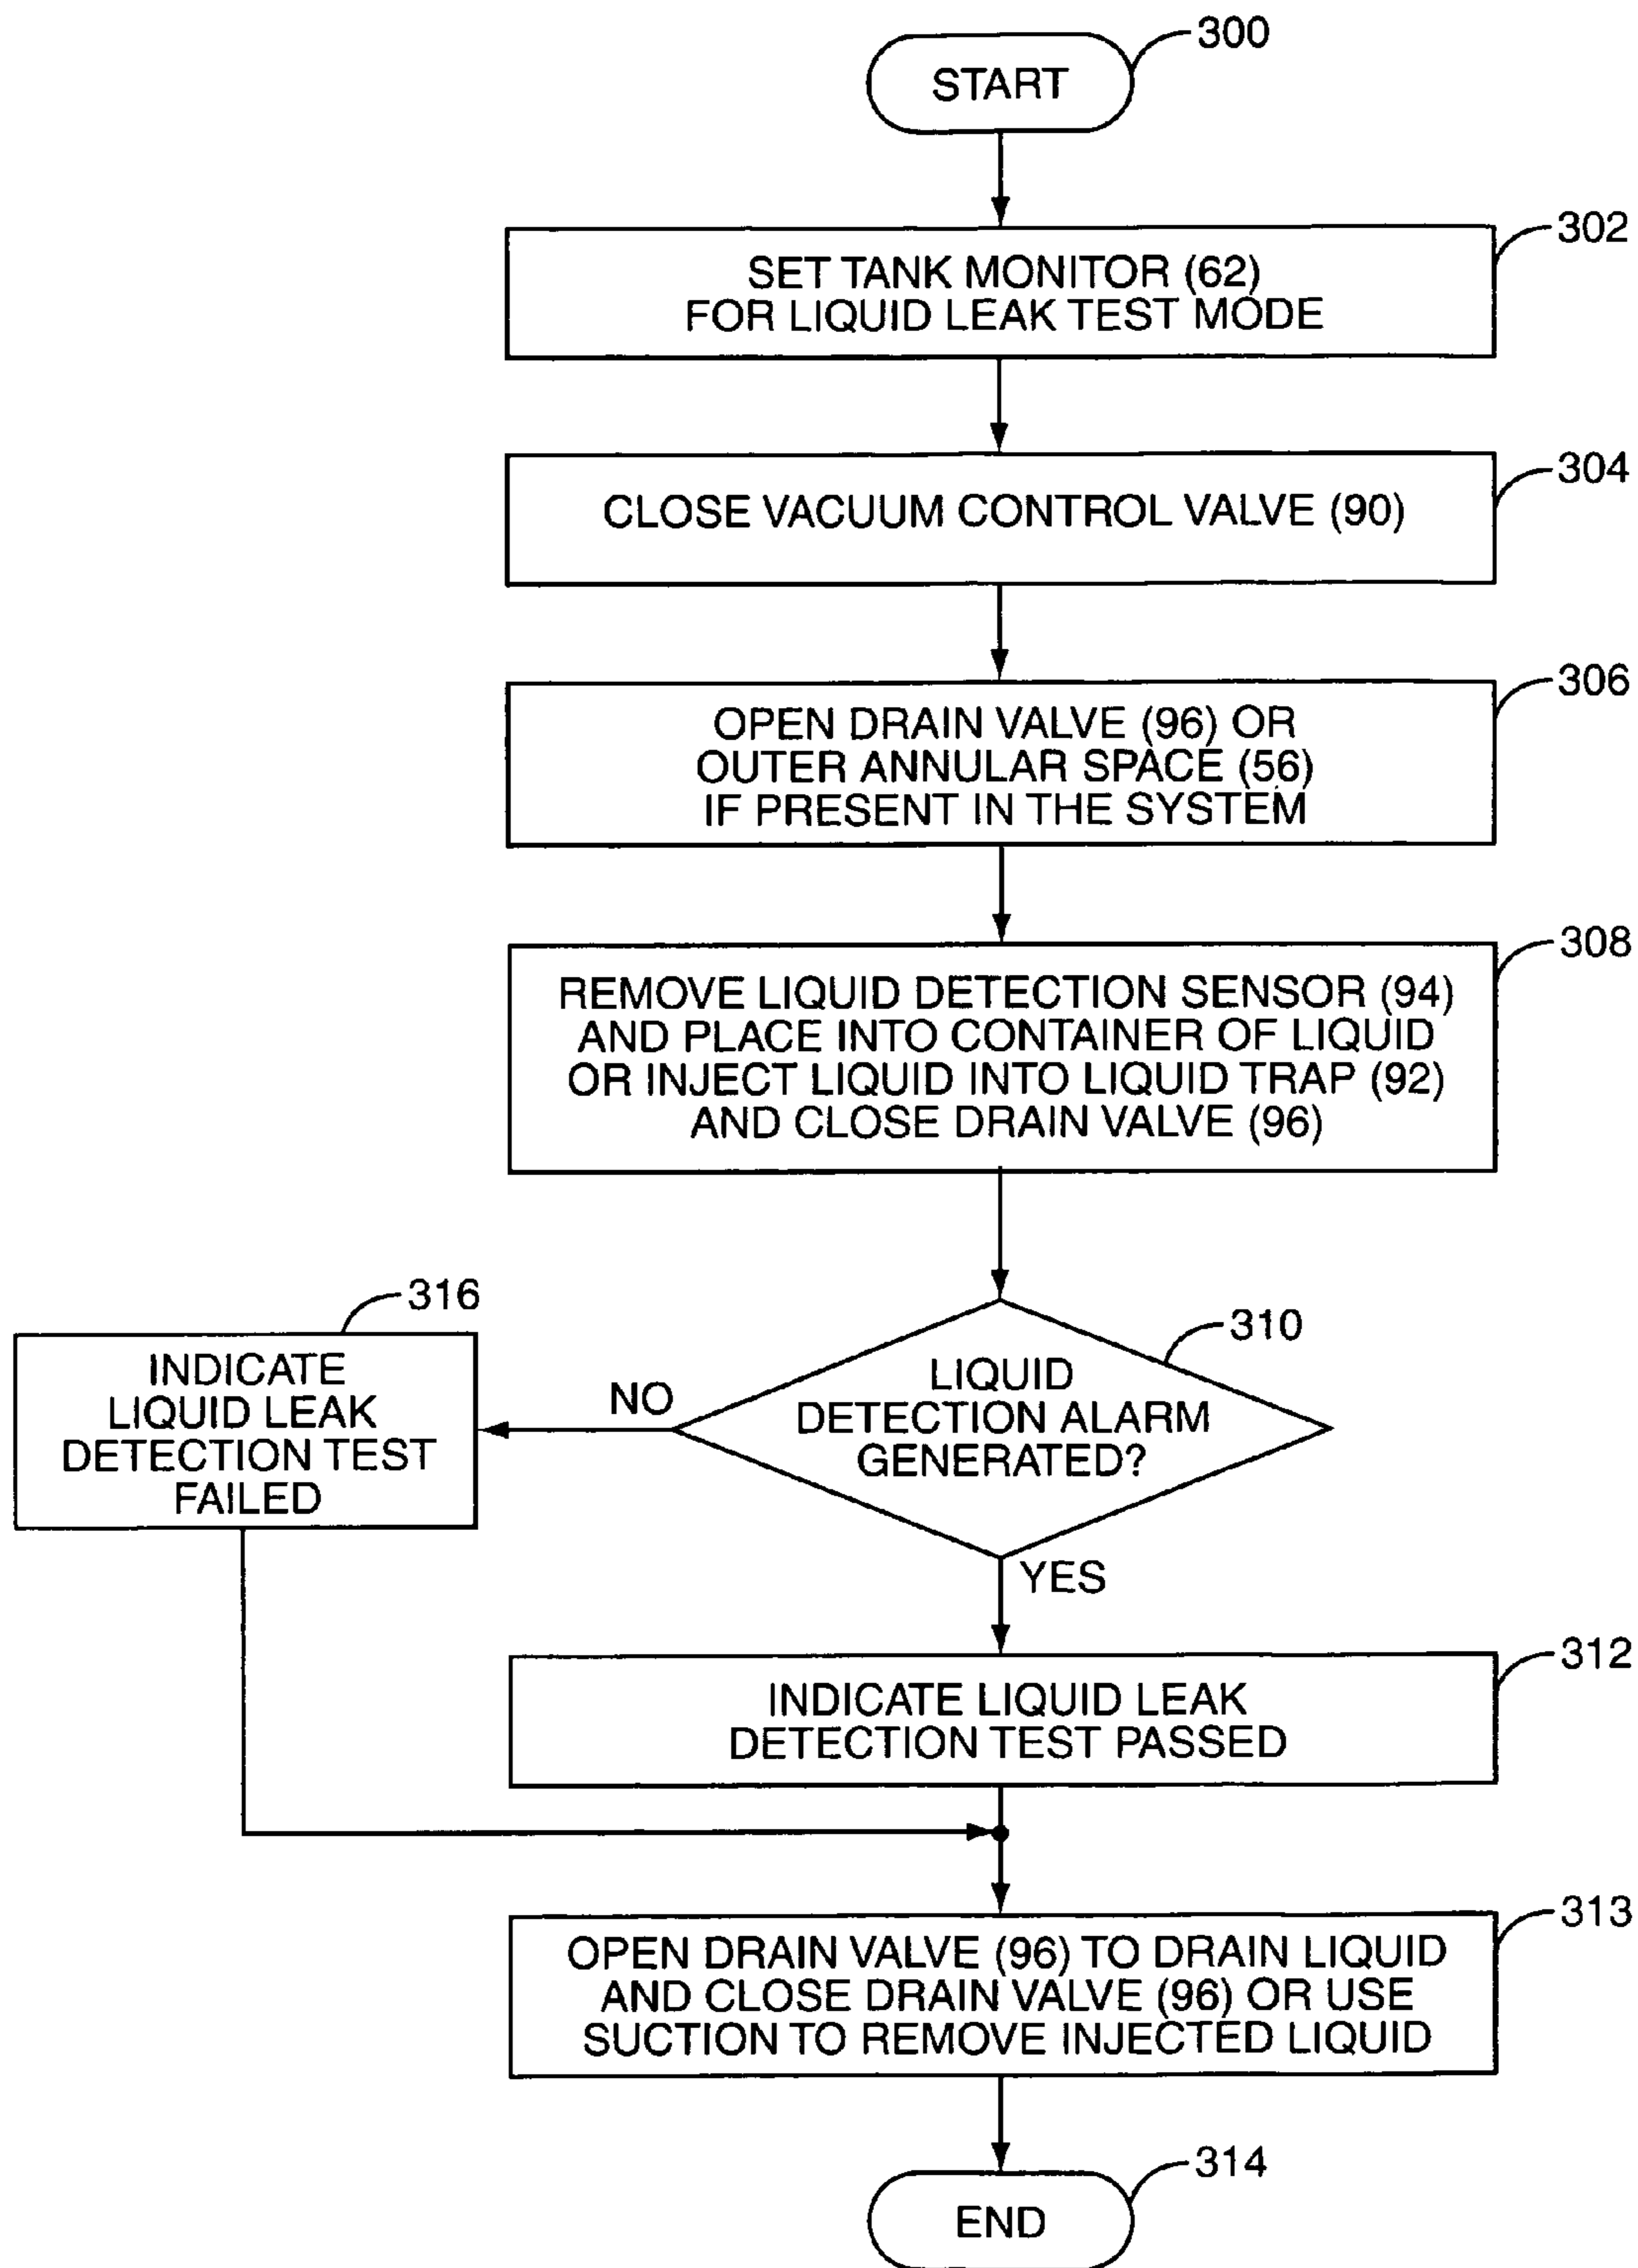 300
START
302
SET TANK MONITOR (62)
FOR LIQUID LEAK TEST MODE
304
CLOSE VACUUM CONTROL VALVE (90)
306
OPEN DRAIN VALVE (96) OR
OUTER ANNULAR SPACE (56)
IF PRESENT IN THE SYSTEM
308
REMOVE LIQUID DETECTION SENSOR (94)
AND PLACE INTO CONTAINER OF LIQUID
OR INJECT LIQUID INTO LIQUID TRAP (92)
AND CLOSE DRAIN VALVE (96)
310
LIQUID
DETECTION ALARM
GENERATED?
NO
316
INDICATE
LIQUID LEAK
DETECTION TEST
FAILED
YES
312
INDICATE LIQUID LEAK
DETECTION TEST PASSED
313
OPEN DRAIN VALVE (96) TO DRAIN LIQUID
AND CLOSE DRAIN VALVE (96) OR USE
SUCTION TO REMOVE INJECTED LIQUID
314
END